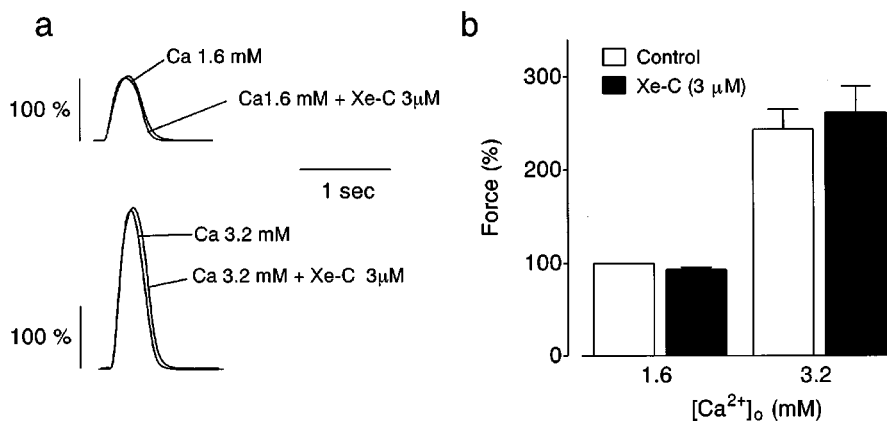 a
Ca 1.6 mM
100 %
Ca1.6 mM + Xe-C 3μM
1 sec
Ca 3.2 mM
Ca 3.2 mM + Xe-C 3μM
100 %
b
Control
Xe-C (3 μM)
300
200
100
0
Force (%)
1.6
3.2
[Ca²⁺]ₒ (mM)